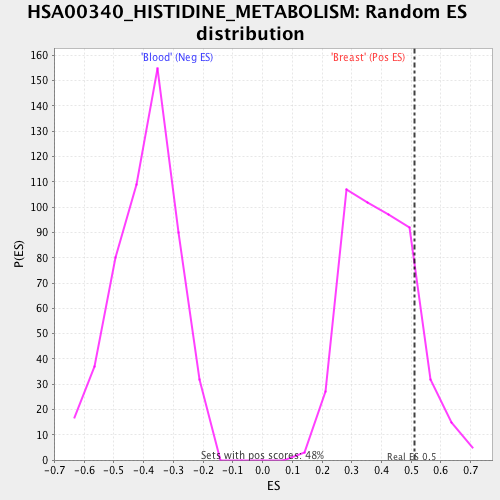 HSA00340_HISTIDINE_METABOLISM: Random ES
distribution
'Blood' (Neg ES)
'Breast' (Pos ES)
P(ES)
160
150
140
130
120
110
100
90
80
70
60
50
40
30
20
10
0
Sets with pos scores: 48%
Real ES 0.5
-0.7 -0.6 -0.5 -0.4 -0.3 -0.2 -0.1 0.0 0.1 0.2 0.3 0.4 0.5 0.6 0.7
ES